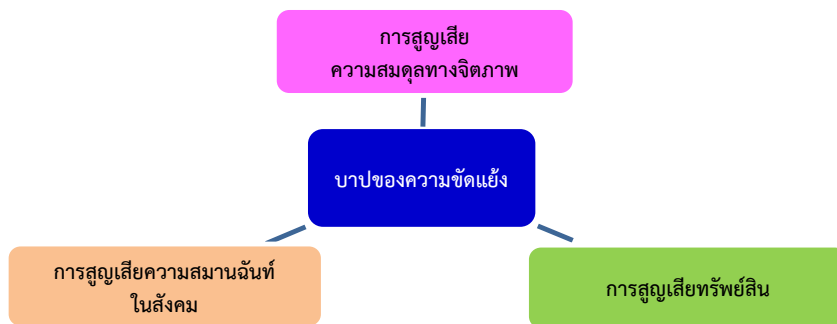 การสูญเสีย
ความสมดุลทางจิตภาพ
บาปของความขัดแย้ง
การสูญเสียความสมานฉันท์
ในสังคม
การสูญเสียทรัพย์สิน